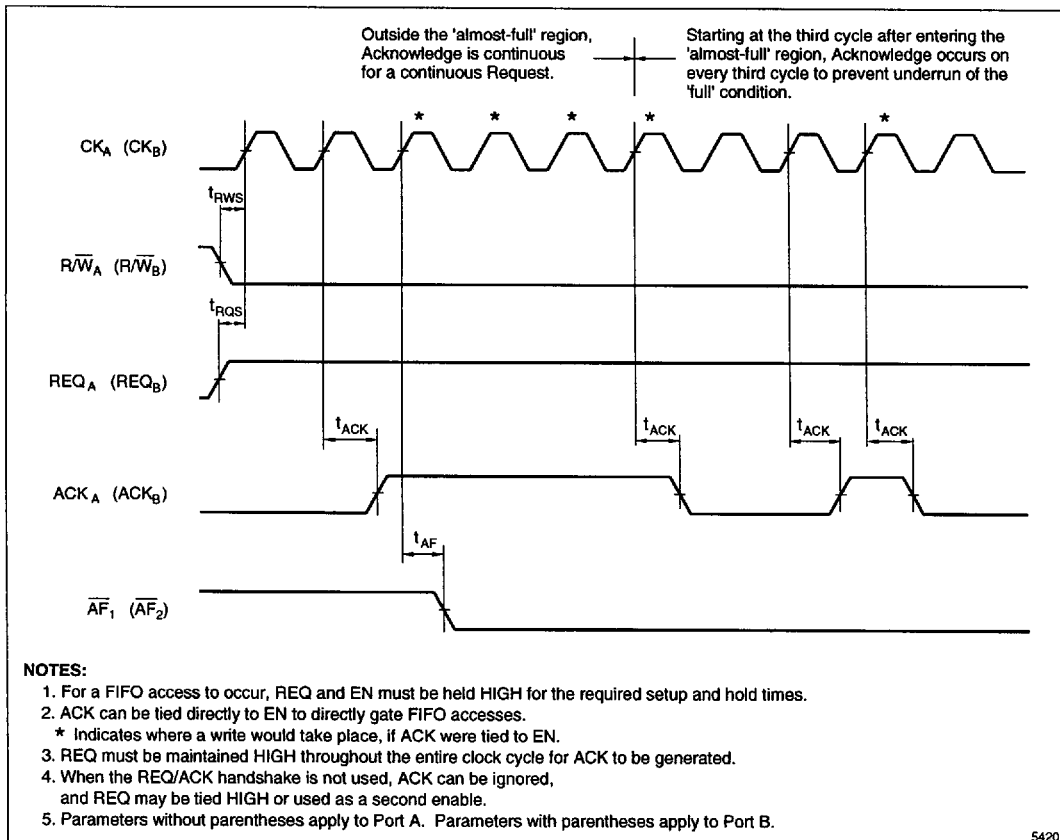 Outside the 'almost-full' region,
Acknowledge is continuous
for a continuous Request.
Starting at the third cycle after entering the
'almost-full' region, Acknowledge occurs on
every third cycle to prevent underrun of the
'full' condition.
* * * * *
CKA (CKB)
tRWS
R/W̅A (R/W̅B)
tRQS
REQA (REQB)
tACK tACK tACK tACK
ACKA (ACKB)
tAF
A̅F̅1 (A̅F̅2)
NOTES:
1. For a FIFO access to occur, REQ and EN must be held HIGH for the required setup and hold times.
2. ACK can be tied directly to EN to directly gate FIFO accesses.
* Indicates where a write would take place, if ACK were tied to EN.
3. REQ must be maintained HIGH throughout the entire clock cycle for ACK to be generated.
4. When the REQ/ACK handshake is not used, ACK can be ignored,
and REQ may be tied HIGH or used as a second enable.
5. Parameters without parentheses apply to Port A. Parameters with parentheses apply to Port B.
5420